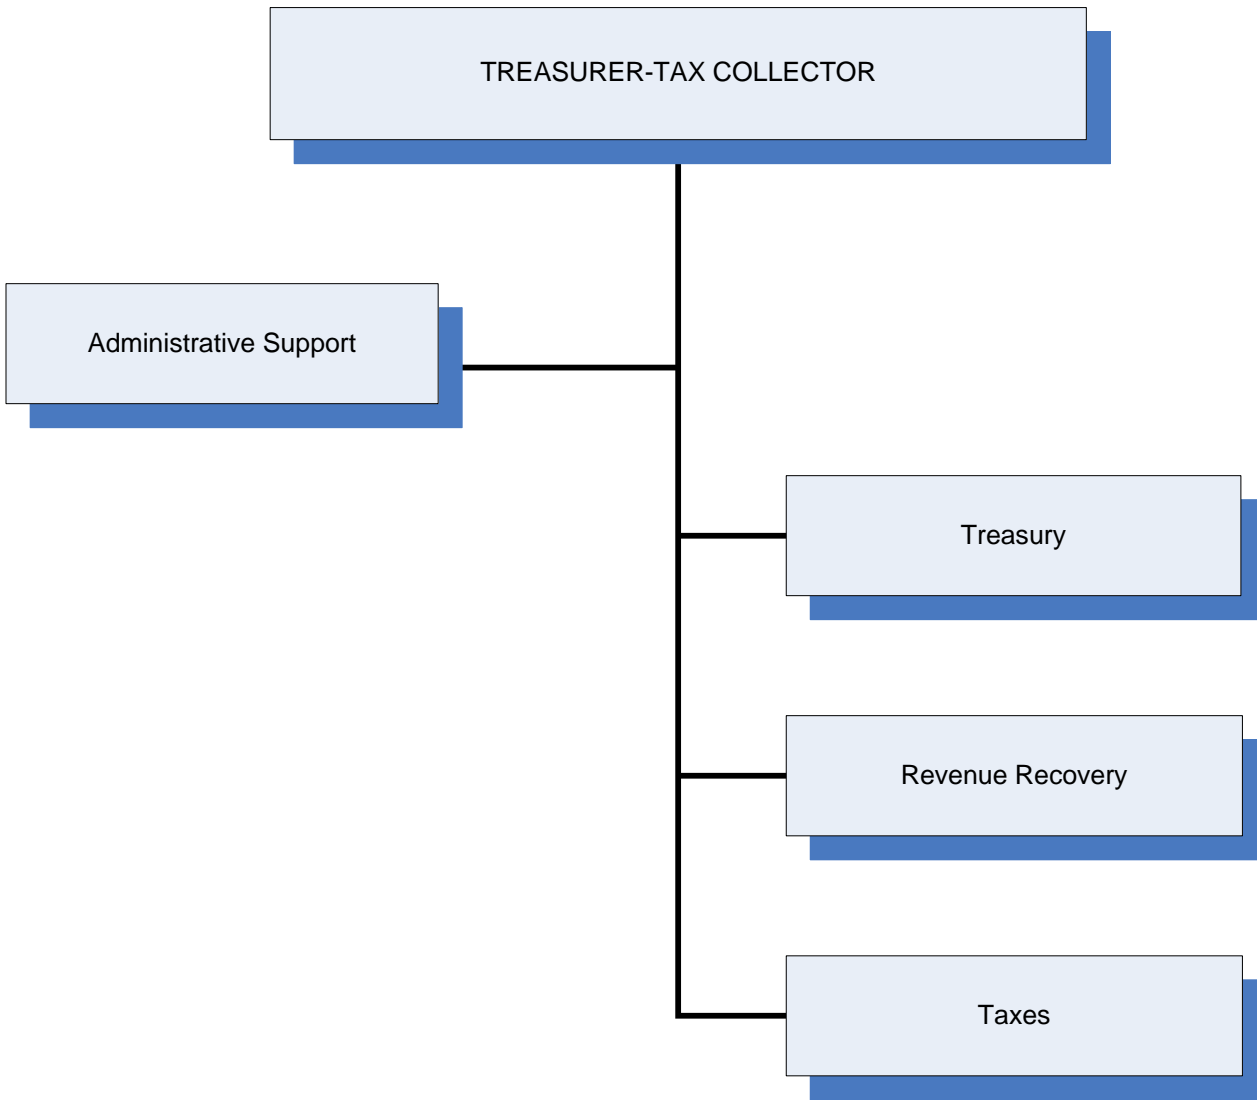 TREASURER-TAX COLLECTOR
Administrative Support
Treasury
Revenue Recovery
Taxes